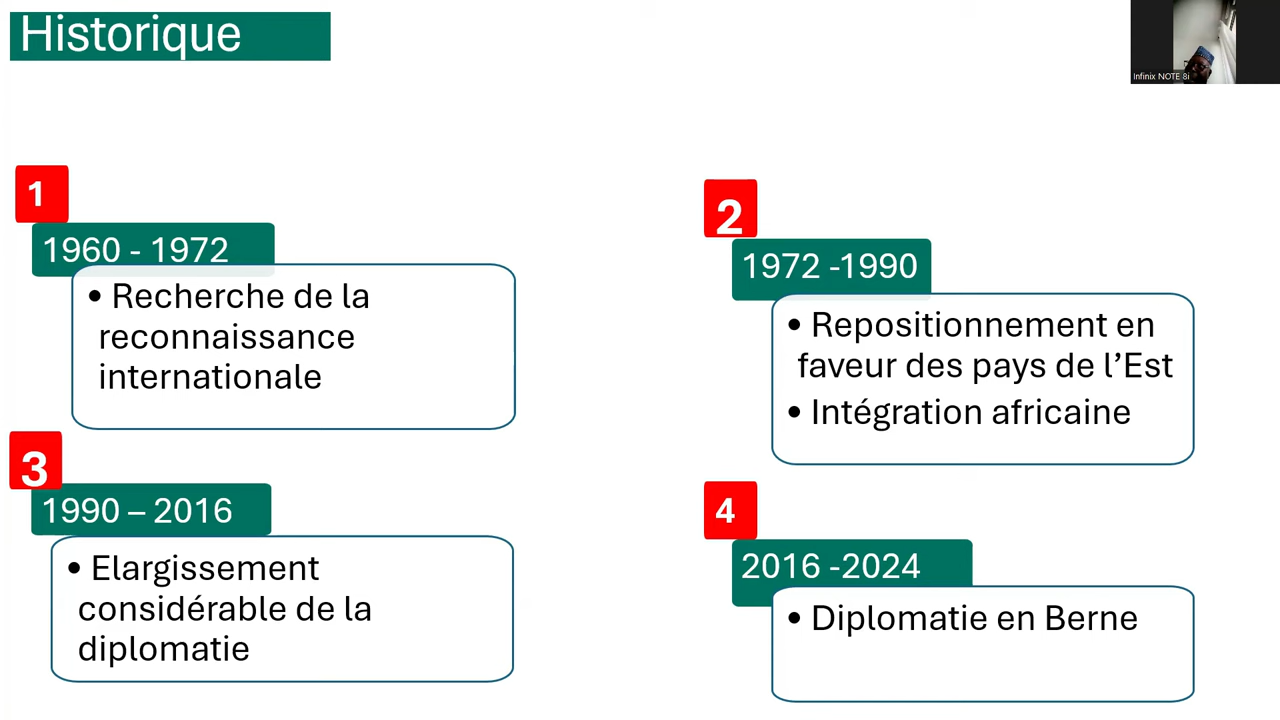 Historique
Infinix NOTE 8i
1
1960 - 1972
• Recherche de la
reconnaissance
internationale
2
1972 -1990
• Repositionnement en
faveur des pays de l’Est
• Intégration africaine
3
1990 – 2016
• Elargissement
considérable de la
diplomatie
4
2016 -2024
• Diplomatie en Berne